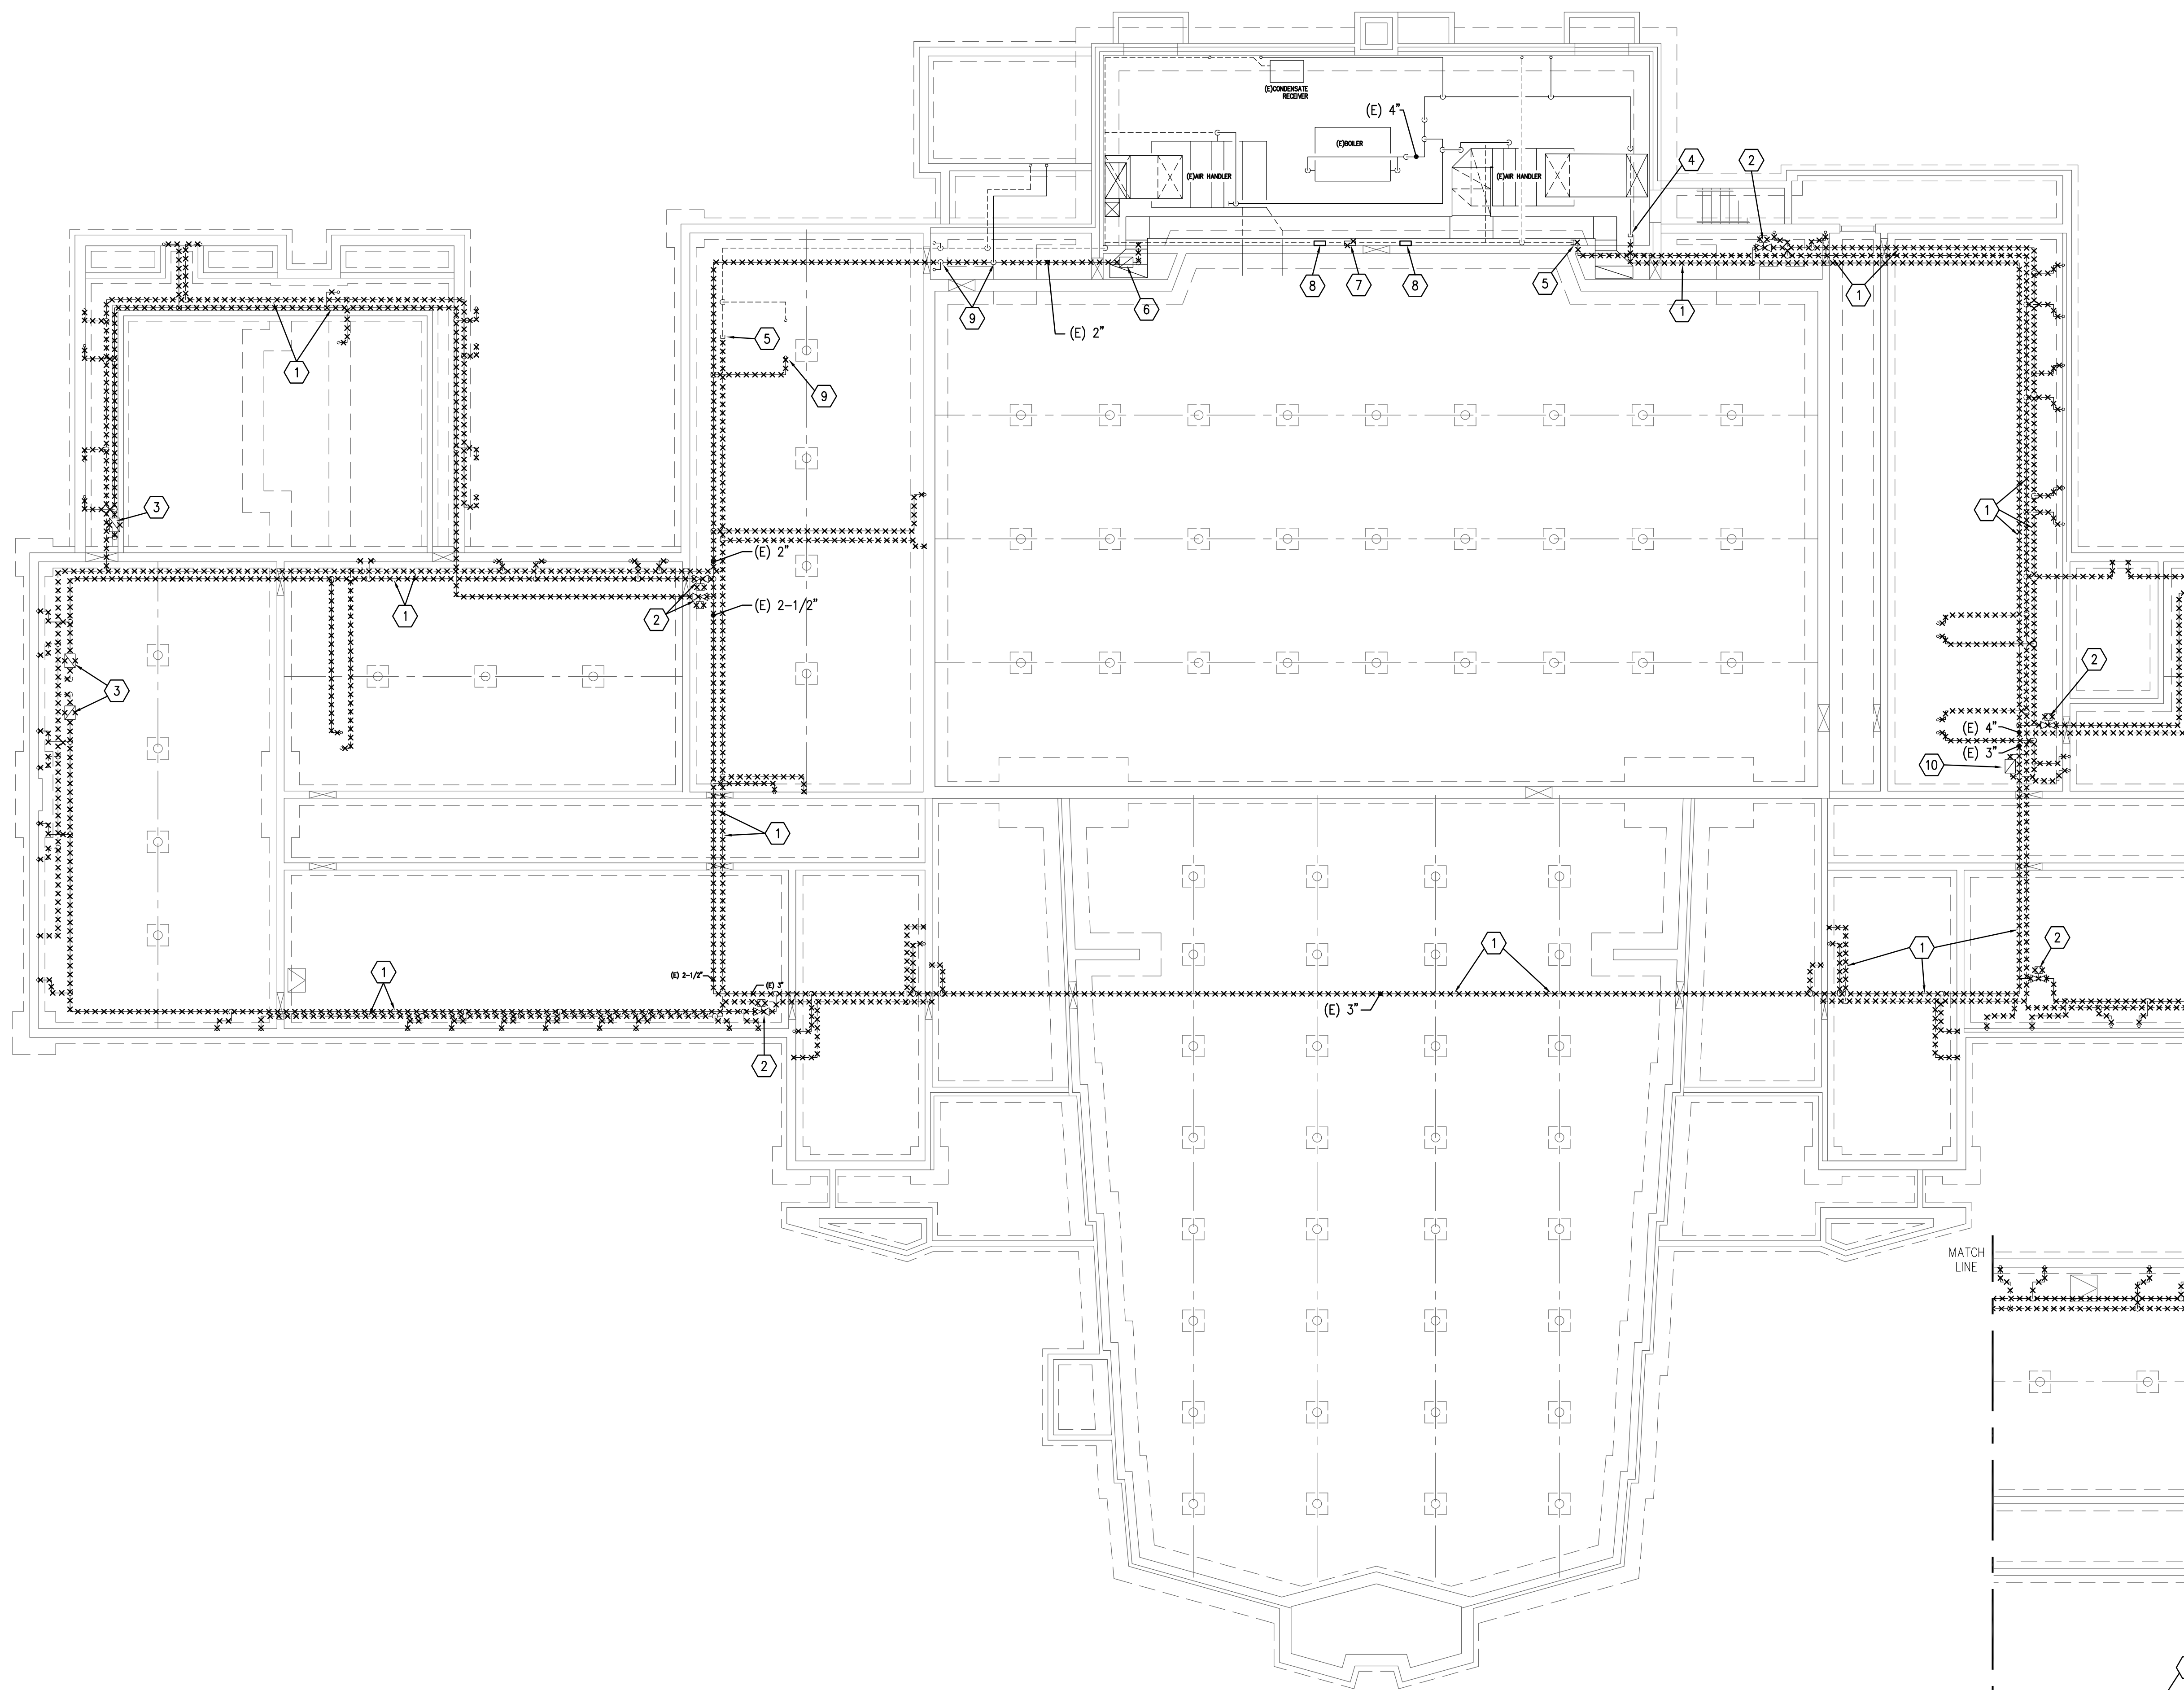 (E)CONDENSATE
RECEIVER
(E) 4"
(E)BOILER
(E)AIR HANDLER
(E)AIR HANDLER
4
2
8
7
8
5
6
9
(E) 2"
1
1
5
9
1
3
(E) 2"
1
2
(E) 2-1/2"
3
1
2
(E) 4"
(E) 3"
10
1
1
1
2
1
(E) 2-1/2"
(E) 3"
1
(E) 3"
2
MATCH
LINE